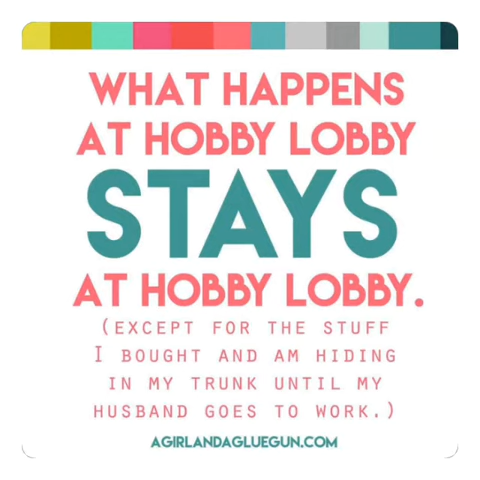 WHAT HAPPENS
AT HOBBY LOBBY
STAYS
AT HOBBY LOBBY.
(EXCEPT FOR THE STUFF
I BOUGHT AND AM HIDING
IN MY TRUNK UNTIL MY
HUSBAND GOES TO WORK.)
AGIRLANDAGLUEGUN.COM